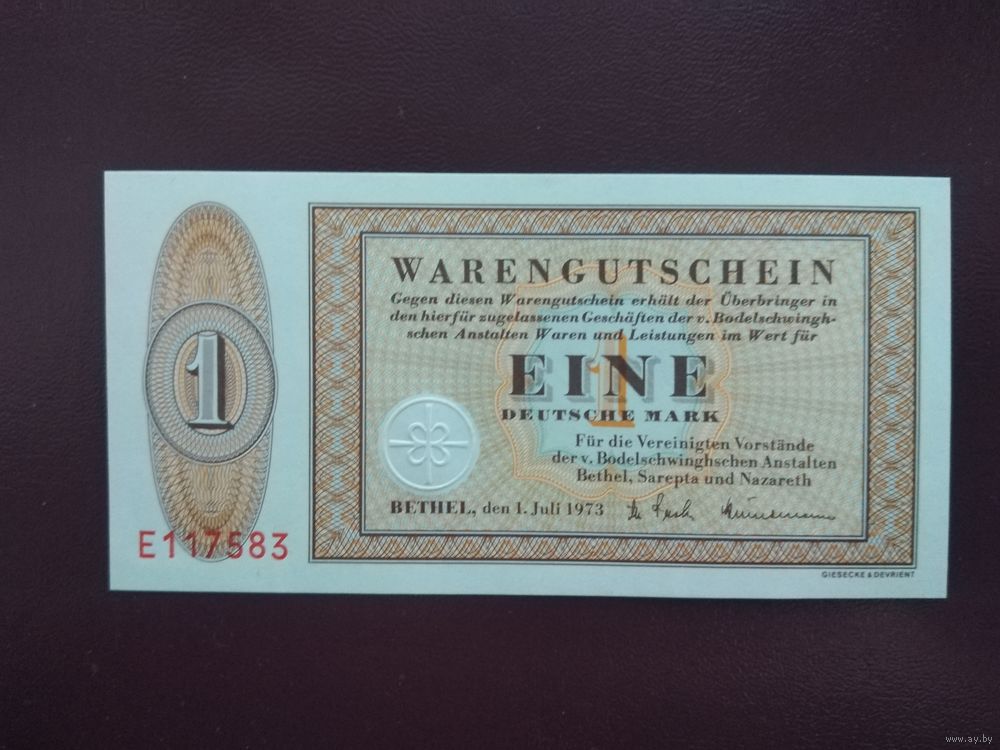 WARENGUTSCHEIN
Gegen diesen Warengutschein erhält der Überbringer in
den hierfür zugelassenen Geschäften der v. Bodelschwingh-
schen Anstalten Waren und Leistungen im Wert für
1
EINE
DEUTSCHE MARK
1
Für die Vereinigten Vorstände
der v. Bodelschwinghschen Anstalten
Bethel, Sarepta und Nazareth
BETHEL, den 1. Juli 1973
E117583
GIESECKE & DEVRIENT
www.ay.by